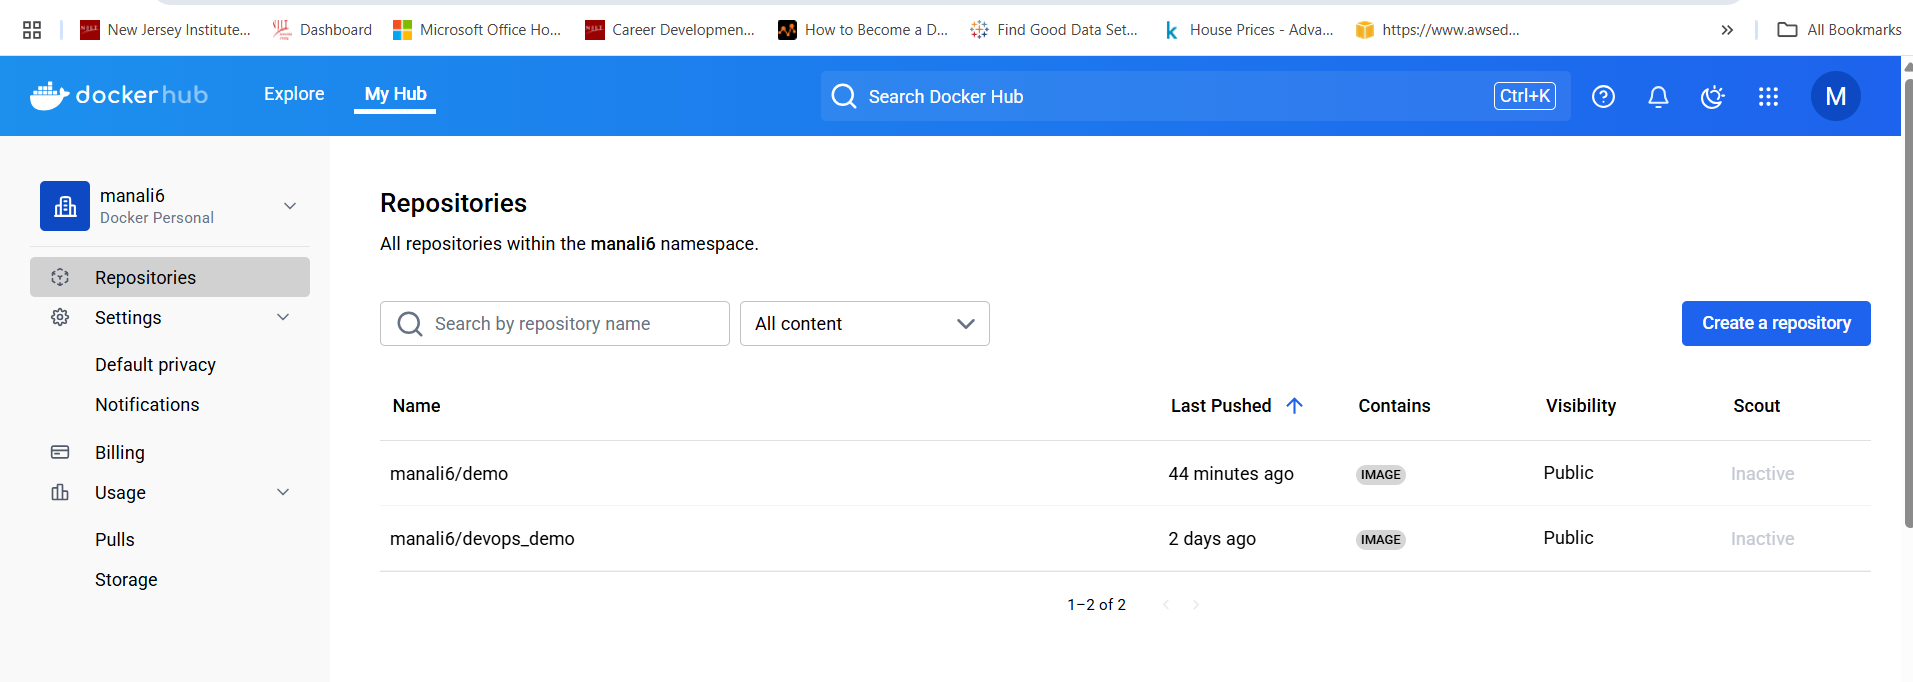 New Jersey Institute... Dashboard Microsoft Office Ho... Career Developmen... How to Become a D... Find Good Data Set... House Prices - Adva... https://www.awsed... » All Bookmarks
docker hub Explore My Hub Search Docker Hub Ctrl+K ? M
manali6
Docker Personal
Repositories
Settings
Default privacy
Notifications
Billing
Usage
Pulls
Storage
Repositories
All repositories within the manali6 namespace.
Search by repository name All content Create a repository
Name Last Pushed Contains Visibility Scout
manali6/demo 44 minutes ago IMAGE Public Inactive
manali6/devops_demo 2 days ago IMAGE Public Inactive
1–2 of 2